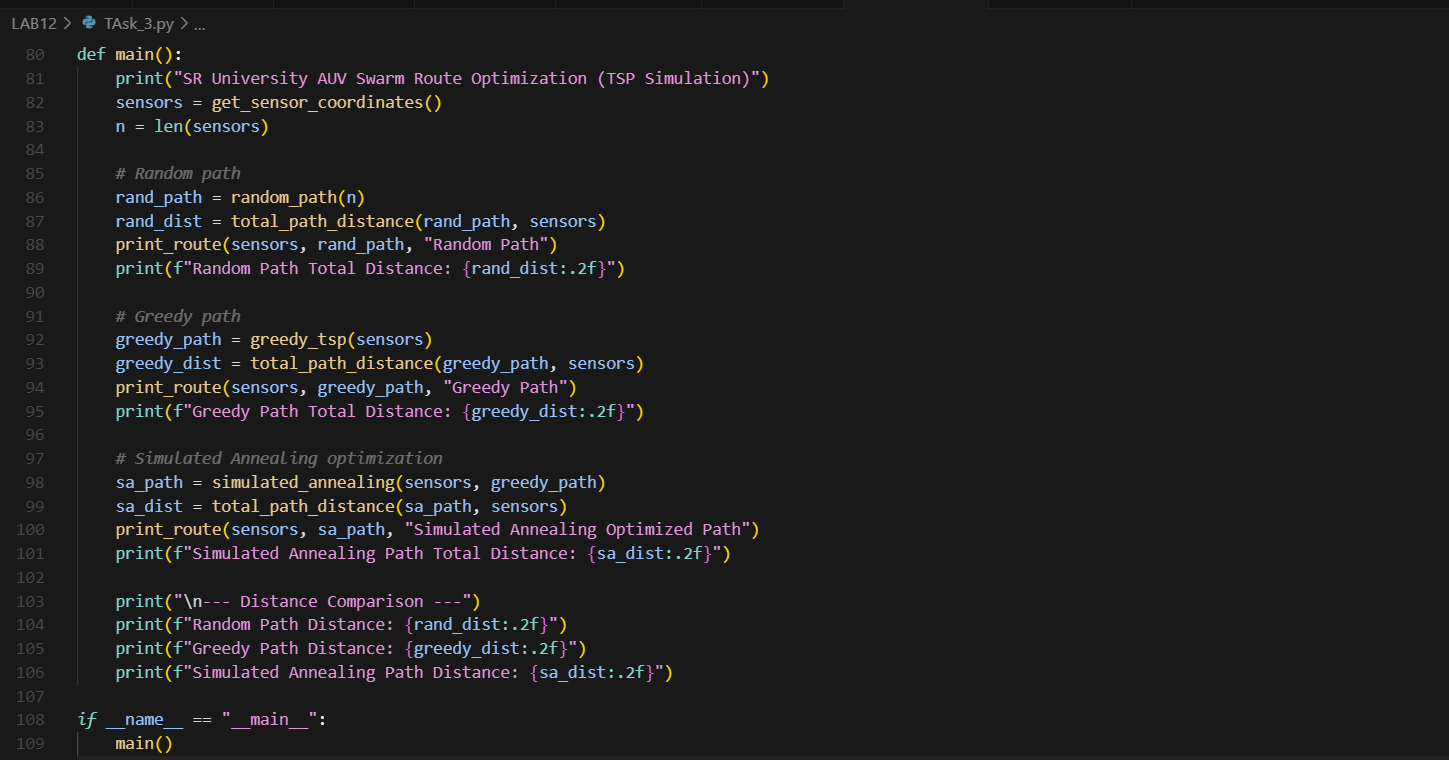 LAB12 > TAsk_3.py > ...
80 def main():
81     print("SR University AUV Swarm Route Optimization (TSP Simulation)")
82     sensors = get_sensor_coordinates()
83     n = len(sensors)
84
85     # Random path
86     rand_path = random_path(n)
87     rand_dist = total_path_distance(rand_path, sensors)
88     print_route(sensors, rand_path, "Random Path")
89     print(f"Random Path Total Distance: {rand_dist:.2f}")
90
91     # Greedy path
92     greedy_path = greedy_tsp(sensors)
93     greedy_dist = total_path_distance(greedy_path, sensors)
94     print_route(sensors, greedy_path, "Greedy Path")
95     print(f"Greedy Path Total Distance: {greedy_dist:.2f}")
96
97     # Simulated Annealing optimization
98     sa_path = simulated_annealing(sensors, greedy_path)
99     sa_dist = total_path_distance(sa_path, sensors)
100     print_route(sensors, sa_path, "Simulated Annealing Optimized Path")
101     print(f"Simulated Annealing Path Total Distance: {sa_dist:.2f}")
102
103     print("\n--- Distance Comparison ---")
104     print(f"Random Path Distance: {rand_dist:.2f}")
105     print(f"Greedy Path Distance: {greedy_dist:.2f}")
106     print(f"Simulated Annealing Path Distance: {sa_dist:.2f}")
107
108 if __name__ == "__main__":
109     main()